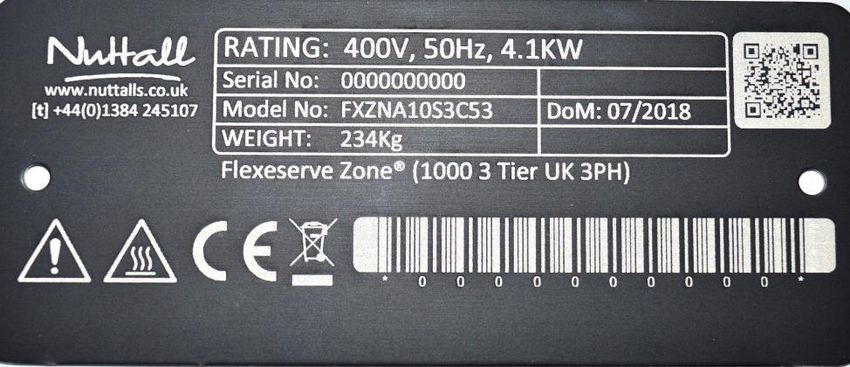 Nuttall
www.nuttalls.co.uk
[t] +44(0)1384 245107
RATING: 400V, 50Hz, 4.1KW
Serial No: 0000000000
Model No: FXZNA10S3C53 DoM: 07/2018
WEIGHT: 234Kg
Flexeserve Zone® (1000 3 Tier UK 3PH)
CE
* 0 0 0 0 0 0 0 0 0 0 *